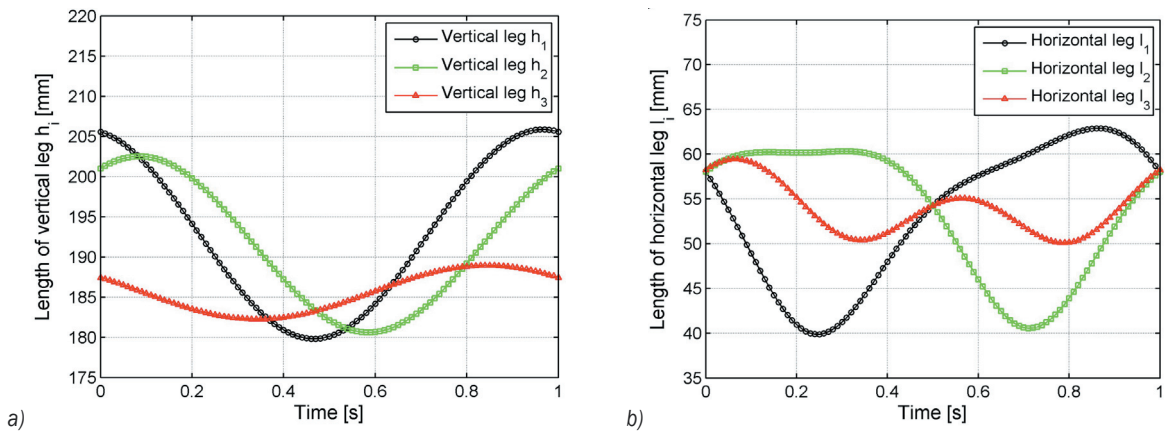 220
215
210
205
200
195
190
185
180
175
Length of vertical leg h_i [mm]
Vertical leg h_1
Vertical leg h_2
Vertical leg h_3
0
0.2
0.4
0.6
0.8
1
Time [s]
a)
75
70
65
60
55
50
45
40
35
Length of horizontal leg l_i [mm]
Horizontal leg l_1
Horizontal leg l_2
Horizontal leg l_3
0
0.2
0.4
0.6
0.8
1
Time [s]
b)